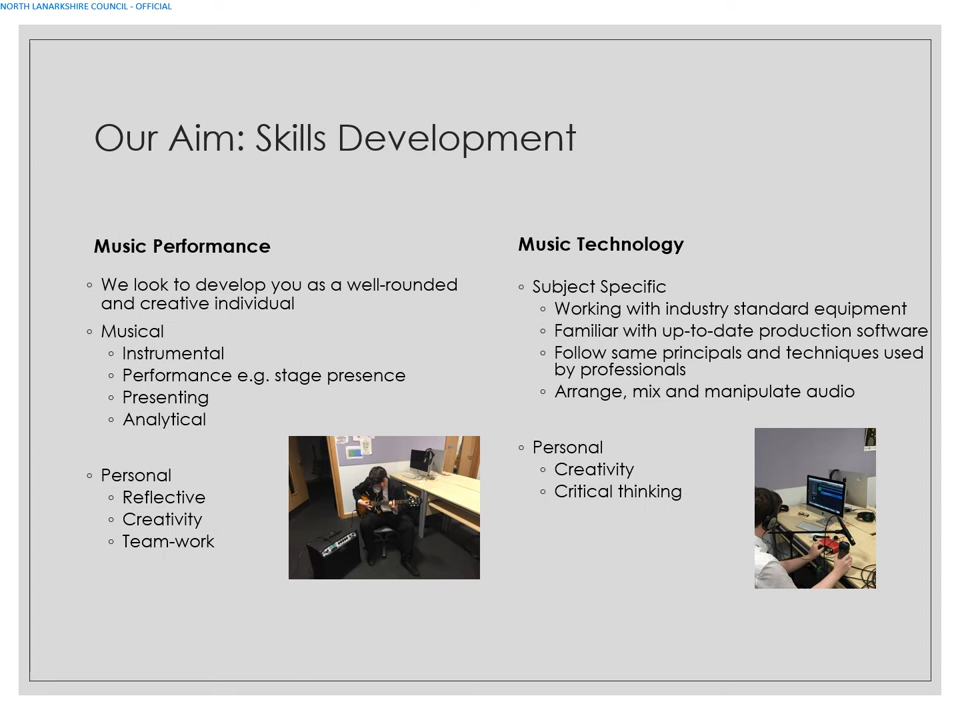 NORTH LANARKSHIRE COUNCIL - OFFICIAL
Our Aim: Skills Development
Music Performance
◦ We look to develop you as a well-rounded
and creative individual
◦ Musical
◦ Instrumental
◦ Performance e.g. stage presence
◦ Presenting
◦ Analytical
◦ Personal
◦ Reflective
◦ Creativity
◦ Team-work
Music Technology
◦ Subject Specific
◦ Working with industry standard equipment
◦ Familiar with up-to-date production software
◦ Follow same principals and techniques used
by professionals
◦ Arrange, mix and manipulate audio
◦ Personal
◦ Creativity
◦ Critical thinking